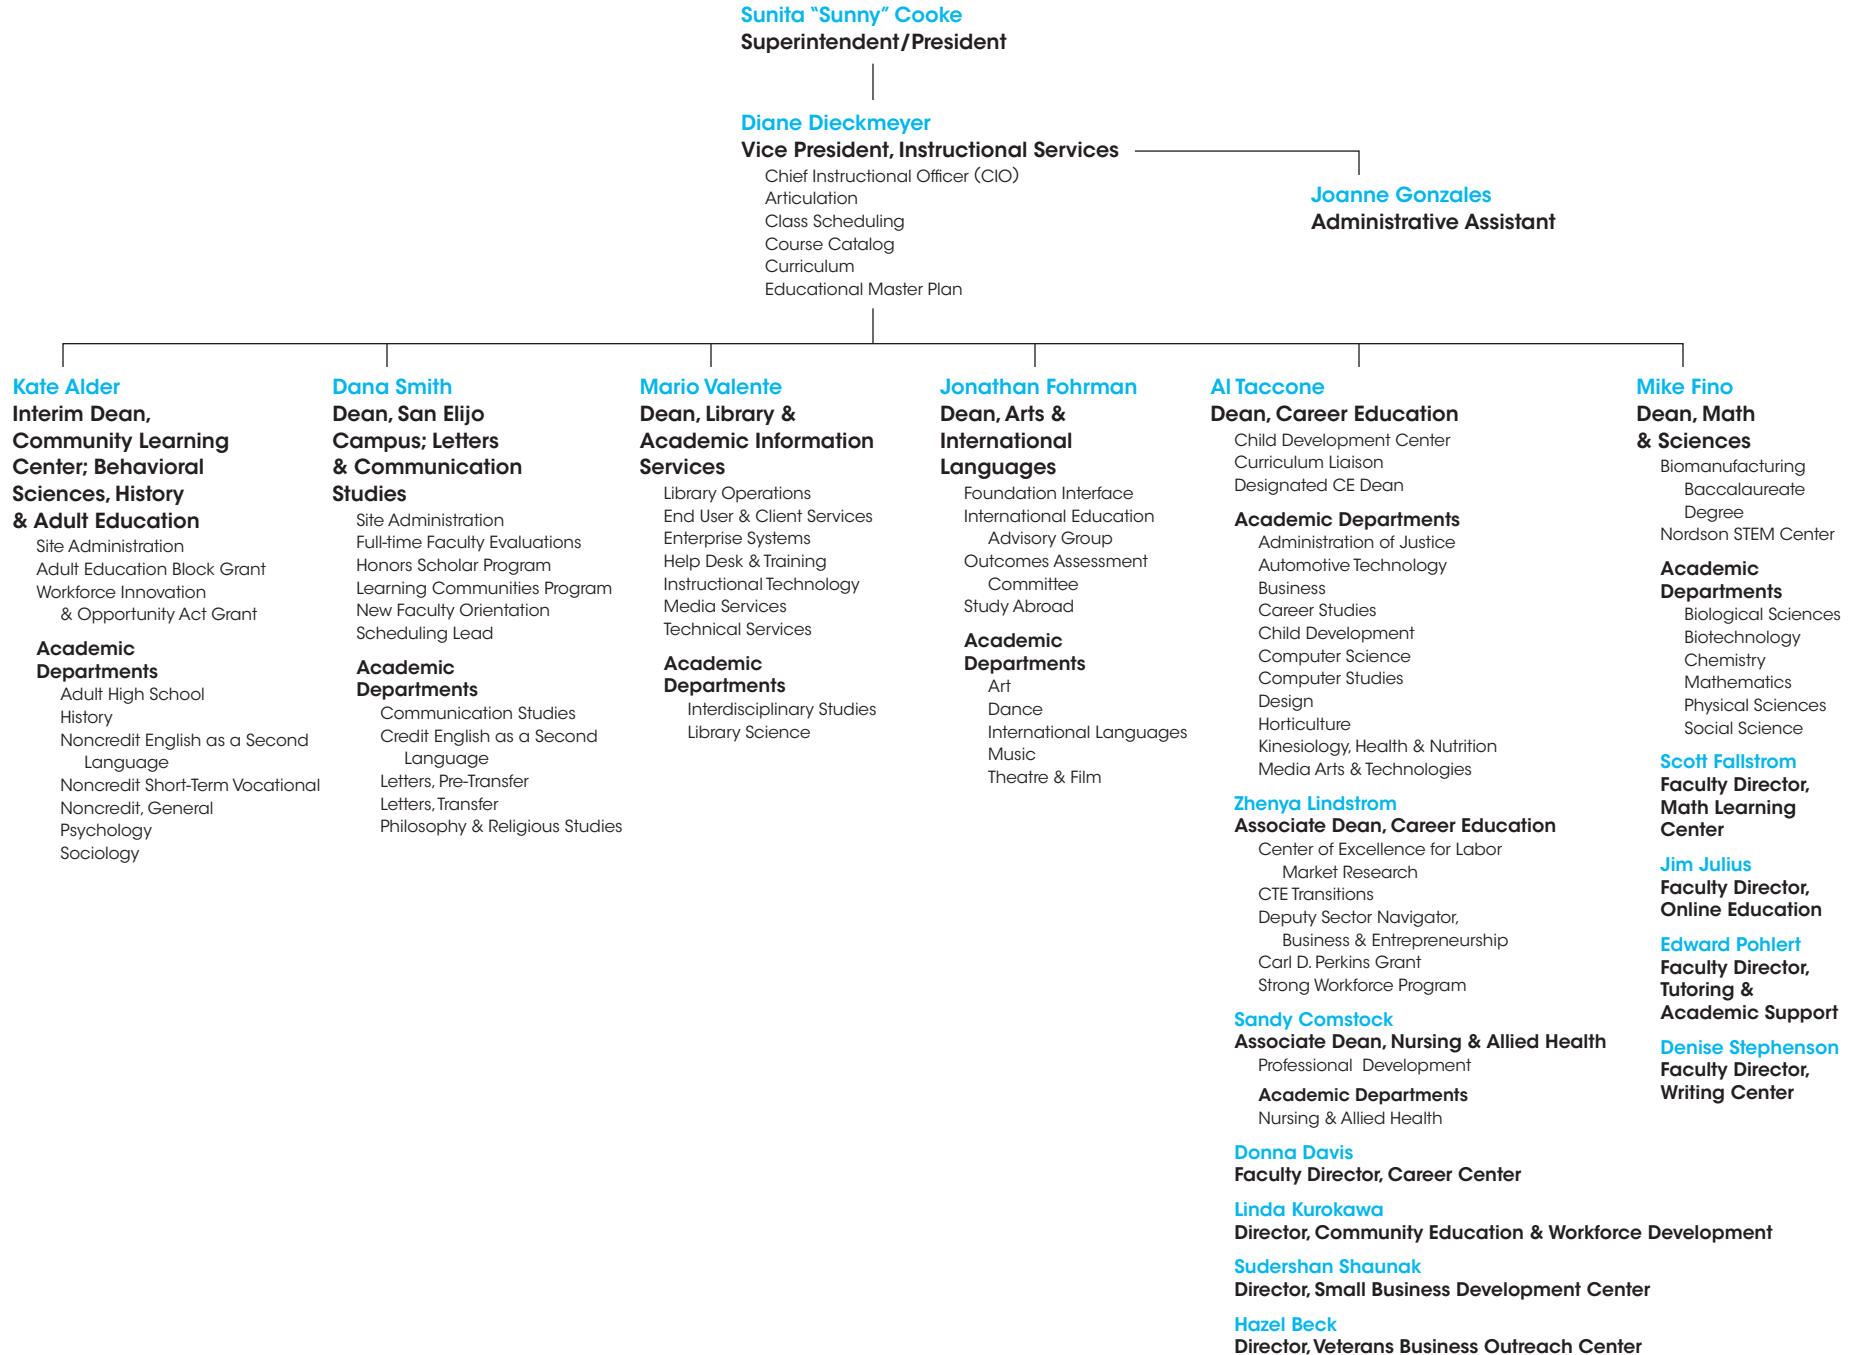 Sunita “Sunny” Cooke
Superintendent/President
Diane Dieckmeyer
Vice President, Instructional Services
Chief Instructional Officer (CIO)
Articulation
Class Scheduling
Course Catalog
Curriculum
Educational Master Plan
Joanne Gonzales
Administrative Assistant
Kate Alder
Interim Dean,
Community Learning
Center; Behavioral
Sciences, History
& Adult Education
Site Administration
Adult Education Block Grant
Workforce Innovation
& Opportunity Act Grant
Academic
Departments
Adult High School
History
Noncredit English as a Second
Language
Noncredit Short-Term Vocational
Noncredit, General
Psychology
Sociology
Dana Smith
Dean, San Elijo
Campus; Letters
& Communication
Studies
Site Administration
Full-time Faculty Evaluations
Honors Scholar Program
Learning Communities Program
New Faculty Orientation
Scheduling Lead
Academic
Departments
Communication Studies
Credit English as a Second
Language
Letters, Pre-Transfer
Letters, Transfer
Philosophy & Religious Studies
Mario Valente
Dean, Library &
Academic Information
Services
Library Operations
End User & Client Services
Enterprise Systems
Help Desk & Training
Instructional Technology
Media Services
Technical Services
Academic
Departments
Interdisciplinary Studies
Library Science
Jonathan Fohrman
Dean, Arts &
International
Languages
Foundation Interface
International Education
Advisory Group
Outcomes Assessment
Committee
Study Abroad
Academic
Departments
Art
Dance
International Languages
Music
Theatre & Film
Al Taccone
Dean, Career Education
Child Development Center
Curriculum Liaison
Designated CE Dean
Academic Departments
Administration of Justice
Automotive Technology
Business
Career Studies
Child Development
Computer Science
Computer Studies
Design
Horticulture
Kinesiology, Health & Nutrition
Media Arts & Technologies
Zhenya Lindstrom
Associate Dean, Career Education
Center of Excellence for Labor
Market Research
CTE Transitions
Deputy Sector Navigator,
Business & Entrepreneurship
Carl D. Perkins Grant
Strong Workforce Program
Sandy Comstock
Associate Dean, Nursing & Allied Health
Professional Development
Academic Departments
Nursing & Allied Health
Donna Davis
Faculty Director, Career Center
Linda Kurokawa
Director, Community Education & Workforce Development
Sudershan Shaunak
Director, Small Business Development Center
Hazel Beck
Director, Veterans Business Outreach Center
Mike Fino
Dean, Math
& Sciences
Biomanufacturing
Baccalaureate
Degree
Nordson STEM Center
Academic
Departments
Biological Sciences
Biotechnology
Chemistry
Mathematics
Physical Sciences
Social Science
Scott Fallstrom
Faculty Director,
Math Learning
Center
Jim Julius
Faculty Director,
Online Education
Edward Pohlert
Faculty Director,
Tutoring &
Academic Support
Denise Stephenson
Faculty Director,
Writing Center